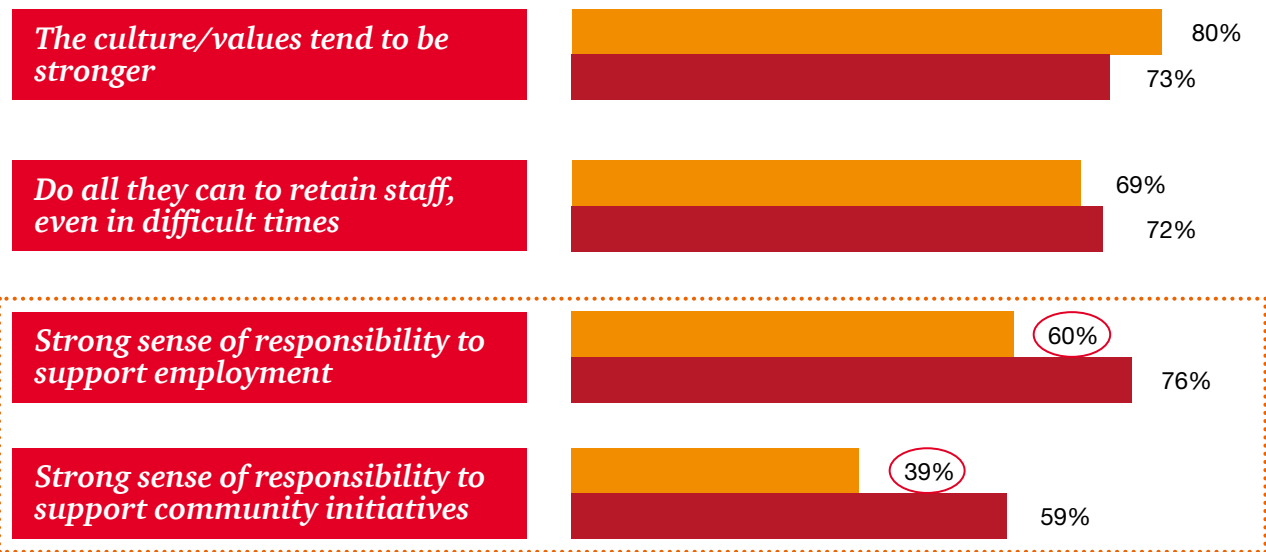 The culture/values tend to be
stronger
80%
73%
Do all they can to retain staff,
even in difficult times
69%
72%
Strong sense of responsibility to
support employment
60%
76%
Strong sense of responsibility to
support community initiatives
39%
59%